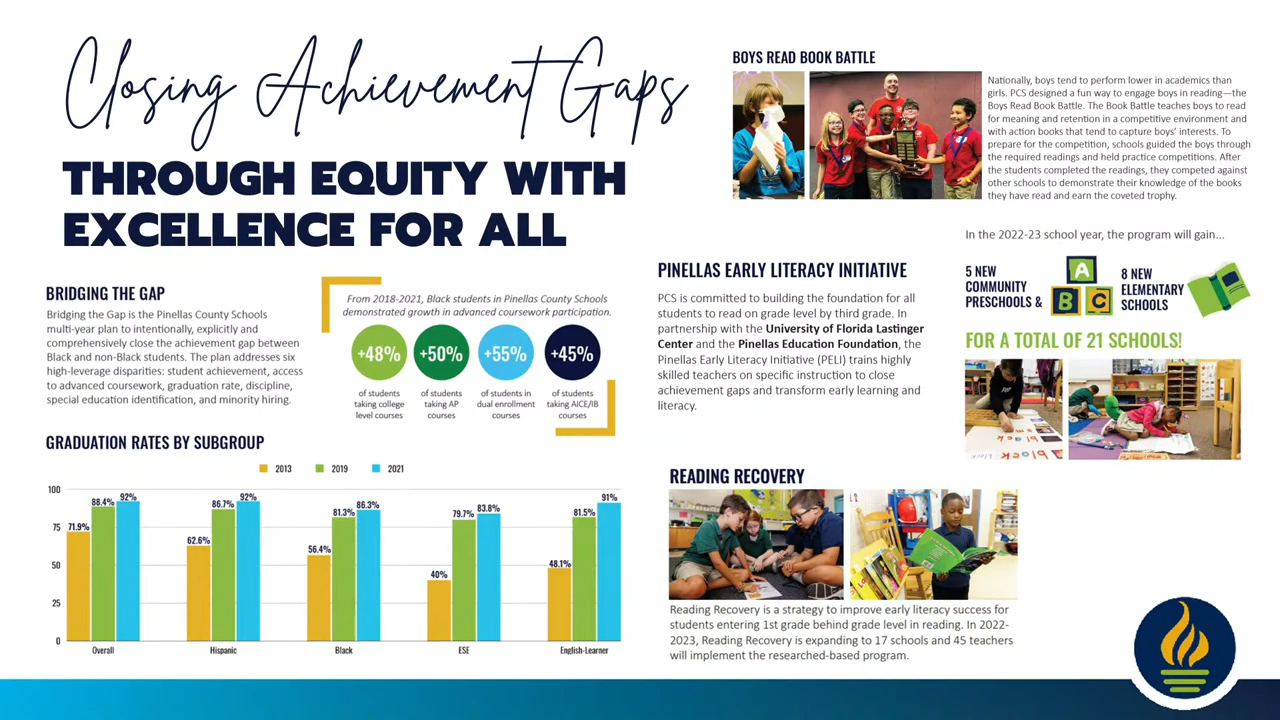 Closing Achievement Gaps
THROUGH EQUITY WITH
EXCELLENCE FOR ALL
BRIDGING THE GAP
Bridging the Gap is the Pinellas County Schools
multi-year plan to intentionally, explicitly and
comprehensively close the achievement gap between
Black and non-Black students. The plan addresses six
high-leverage disparities: student achievement, access
to advanced coursework, graduation rate, discipline,
special education identification, and minority hiring.
From 2018-2021, Black students in Pinellas County Schools
demonstrated growth in advanced coursework participation.
+48%
of students
taking college
level courses
+50%
of students
taking AP
courses
+55%
of students in
dual enrollment
courses
+45%
of students
taking AICE/IB
courses
GRADUATION RATES BY SUBGROUP
2013 2019 2021
100
75
50
25
0
71.9% 88.4% 92%
62.6% 86.7% 92%
56.4% 81.3% 86.3%
40% 79.7% 83.8%
48.1% 81.5% 91%
Overall Hispanic Black ESE English-Learner
BOYS READ BOOK BATTLE
Nationally, boys tend to perform lower in academics than
girls. PCS designed a fun way to engage boys in reading—the
Boys Read Book Battle. The Book Battle teaches boys to read
for meaning and retention in a competitive environment and
with action books that tend to capture boys' interests. To
prepare for the competition, schools guided the boys through
the required readings and held practice competitions. After
the students completed the readings, they competed against
other schools to demonstrate their knowledge of the books
they have read and earn the coveted trophy.
PINELLAS EARLY LITERACY INITIATIVE
PCS is committed to building the foundation for all
students to read on grade level by third grade. In
partnership with the University of Florida Lastinger
Center and the Pinellas Education Foundation, the
Pinellas Early Literacy Initiative (PELI) trains highly
skilled teachers on specific instruction to close
achievement gaps and transform early learning and
literacy.
In the 2022-23 school year, the program will gain...
5 NEW
COMMUNITY
PRESCHOOLS &
A
B C
8 NEW
ELEMENTARY
SCHOOLS
FOR A TOTAL OF 21 SCHOOLS!
READING RECOVERY
Reading Recovery is a strategy to improve early literacy success for
students entering 1st grade behind grade level in reading. In 2022-
2023, Reading Recovery is expanding to 17 schools and 45 teachers
will implement the researched-based program.